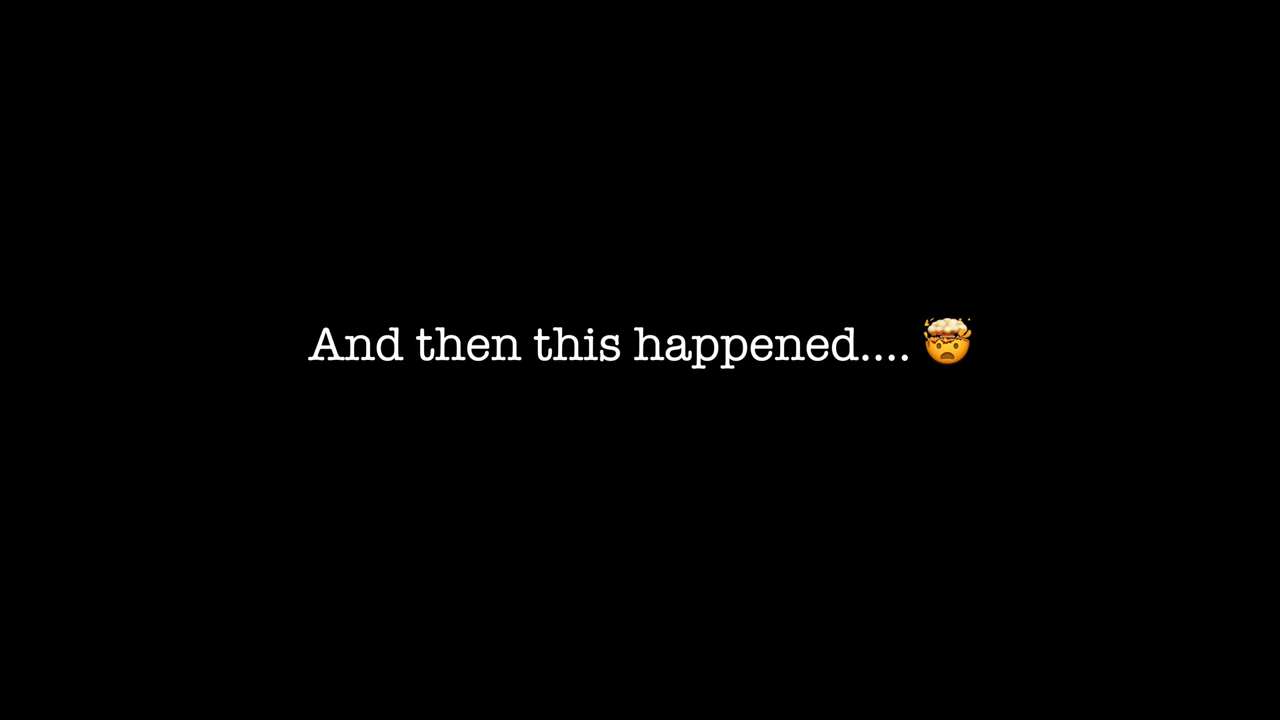 And then this happened.... 🤯